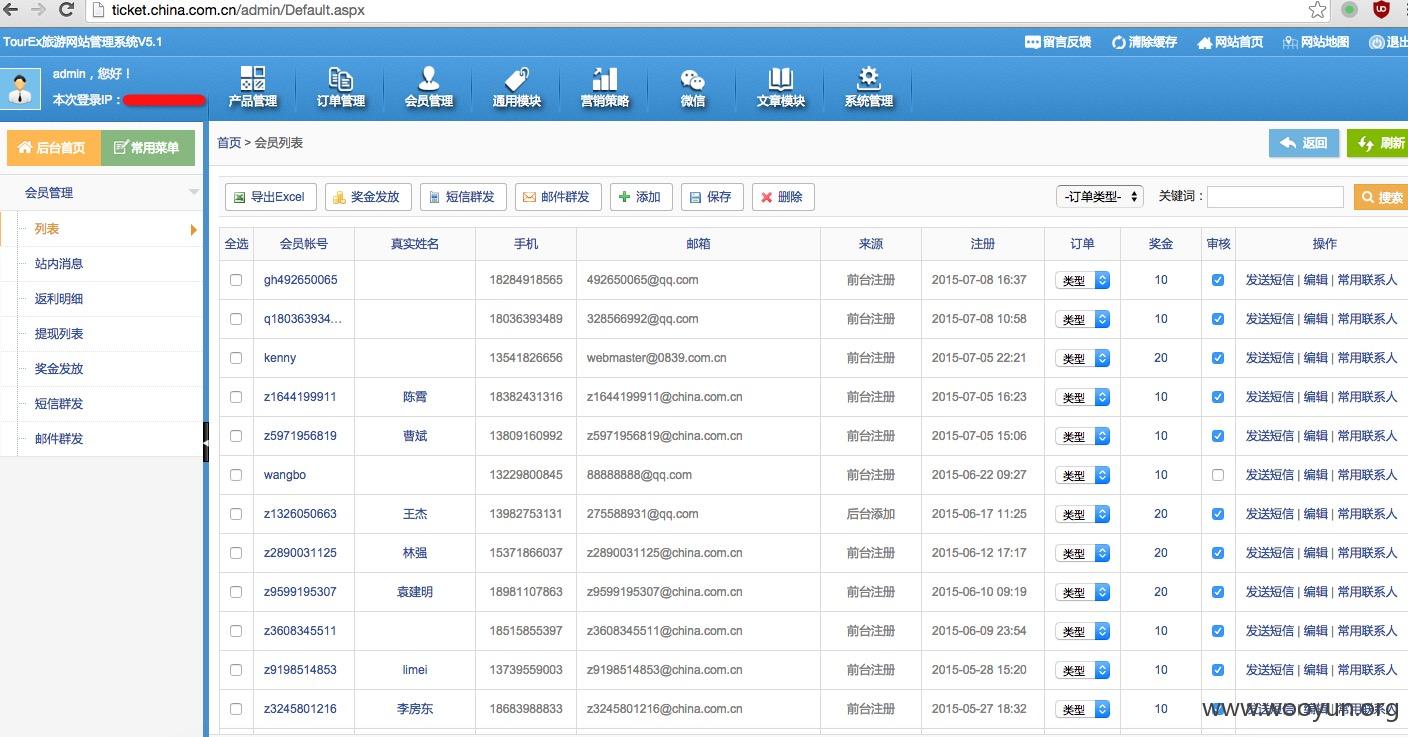 ticket.china.com.cn/admin/Default.aspx
TourEx旅游网站管理系统V5.1 留言反馈 清除缓存 网站首页 网站地图 退出
admin，您好！
本次登录IP：
产品管理 订单管理 会员管理 通用模块 营销策略 微信 文章模块 系统管理
后台首页 常用菜单
首页 > 会员列表 返回 刷新
会员管理
列表
站内消息
返利明细
提现列表
奖金发放
短信群发
邮件群发
导出Excel 奖金发放 短信群发 邮件群发 添加 保存 删除 -订单类型- 关键词： 搜索
全选 会员帐号 真实姓名 手机 邮箱 来源 注册 订单 奖金 审核 操作
gh492650065 18284918565 492650065@qq.com 前台注册 2015-07-08 16:37 类型 10 发送短信 | 编辑 | 常用联系人
q180363934... 18036393489 328566992@qq.com 前台注册 2015-07-08 10:58 类型 10 发送短信 | 编辑 | 常用联系人
kenny 13541826656 webmaster@0839.com.cn 前台注册 2015-07-05 22:21 类型 20 发送短信 | 编辑 | 常用联系人
z1644199911 陈霄 18382431316 z1644199911@china.com.cn 前台注册 2015-07-05 16:23 类型 10 发送短信 | 编辑 | 常用联系人
z5971956819 曹斌 13809160992 z5971956819@china.com.cn 前台注册 2015-07-05 15:06 类型 10 发送短信 | 编辑 | 常用联系人
wangbo 13229800845 88888888@qq.com 前台注册 2015-06-22 09:27 类型 10 发送短信 | 编辑 | 常用联系人
z1326050663 王杰 13982753131 275588931@qq.com 后台添加 2015-06-17 11:25 类型 20 发送短信 | 编辑 | 常用联系人
z2890031125 林强 15371866037 z2890031125@china.com.cn 前台注册 2015-06-12 17:17 类型 20 发送短信 | 编辑 | 常用联系人
z9599195307 袁建明 18981107863 z9599195307@china.com.cn 前台注册 2015-06-10 09:19 类型 20 发送短信 | 编辑 | 常用联系人
z3608345511 18515855397 z3608345511@china.com.cn 前台注册 2015-06-09 23:54 类型 10 发送短信 | 编辑 | 常用联系人
z9198514853 limei 13739559003 z9198514853@china.com.cn 前台注册 2015-05-28 15:20 类型 10 发送短信 | 编辑 | 常用联系人
z3245801216 李房东 18683988833 z3245801216@china.com.cn 前台注册 2015-05-27 18:32 类型 10 发送短信 | 编辑 | 常用联系人
www.wooyun.org